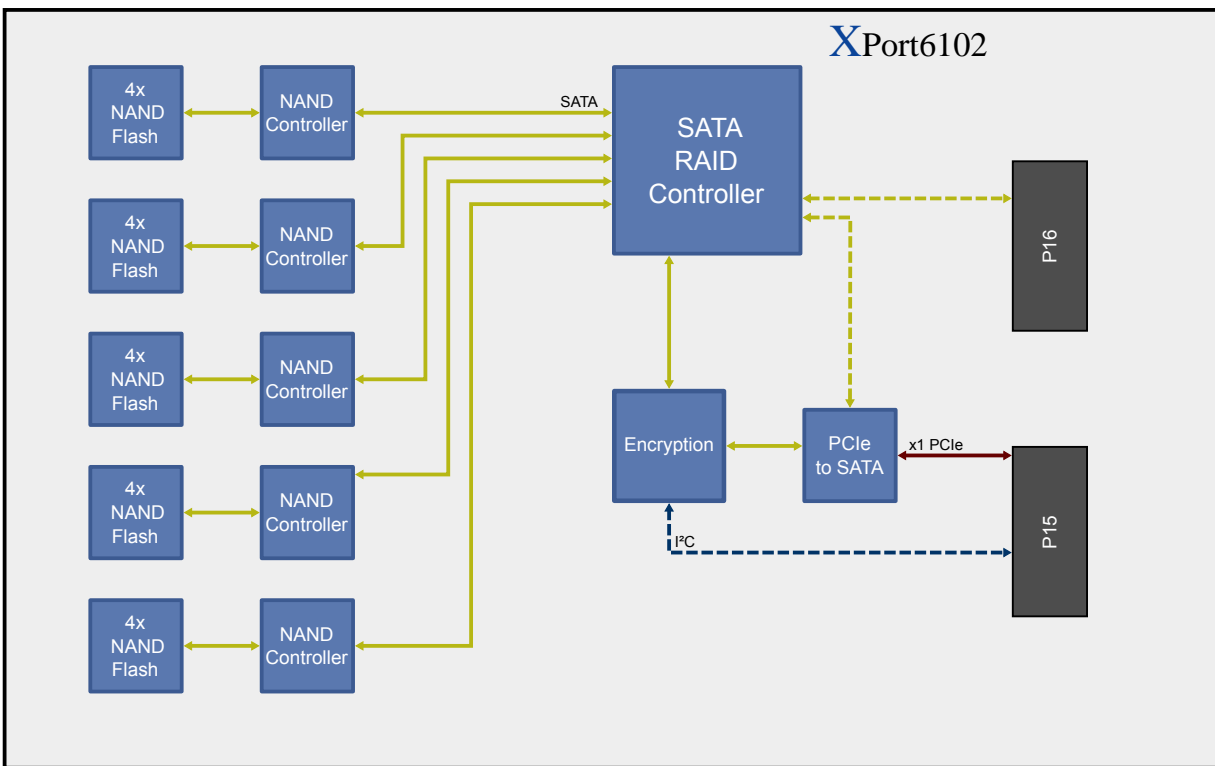 XPort6102
4x
NAND
Flash
NAND
Controller
SATA
SATA
RAID
Controller
4x
NAND
Flash
NAND
Controller
P16
4x
NAND
Flash
NAND
Controller
Encryption
PCIe
to SATA
x1 PCIe
4x
NAND
Flash
NAND
Controller
I²C
P15
4x
NAND
Flash
NAND
Controller